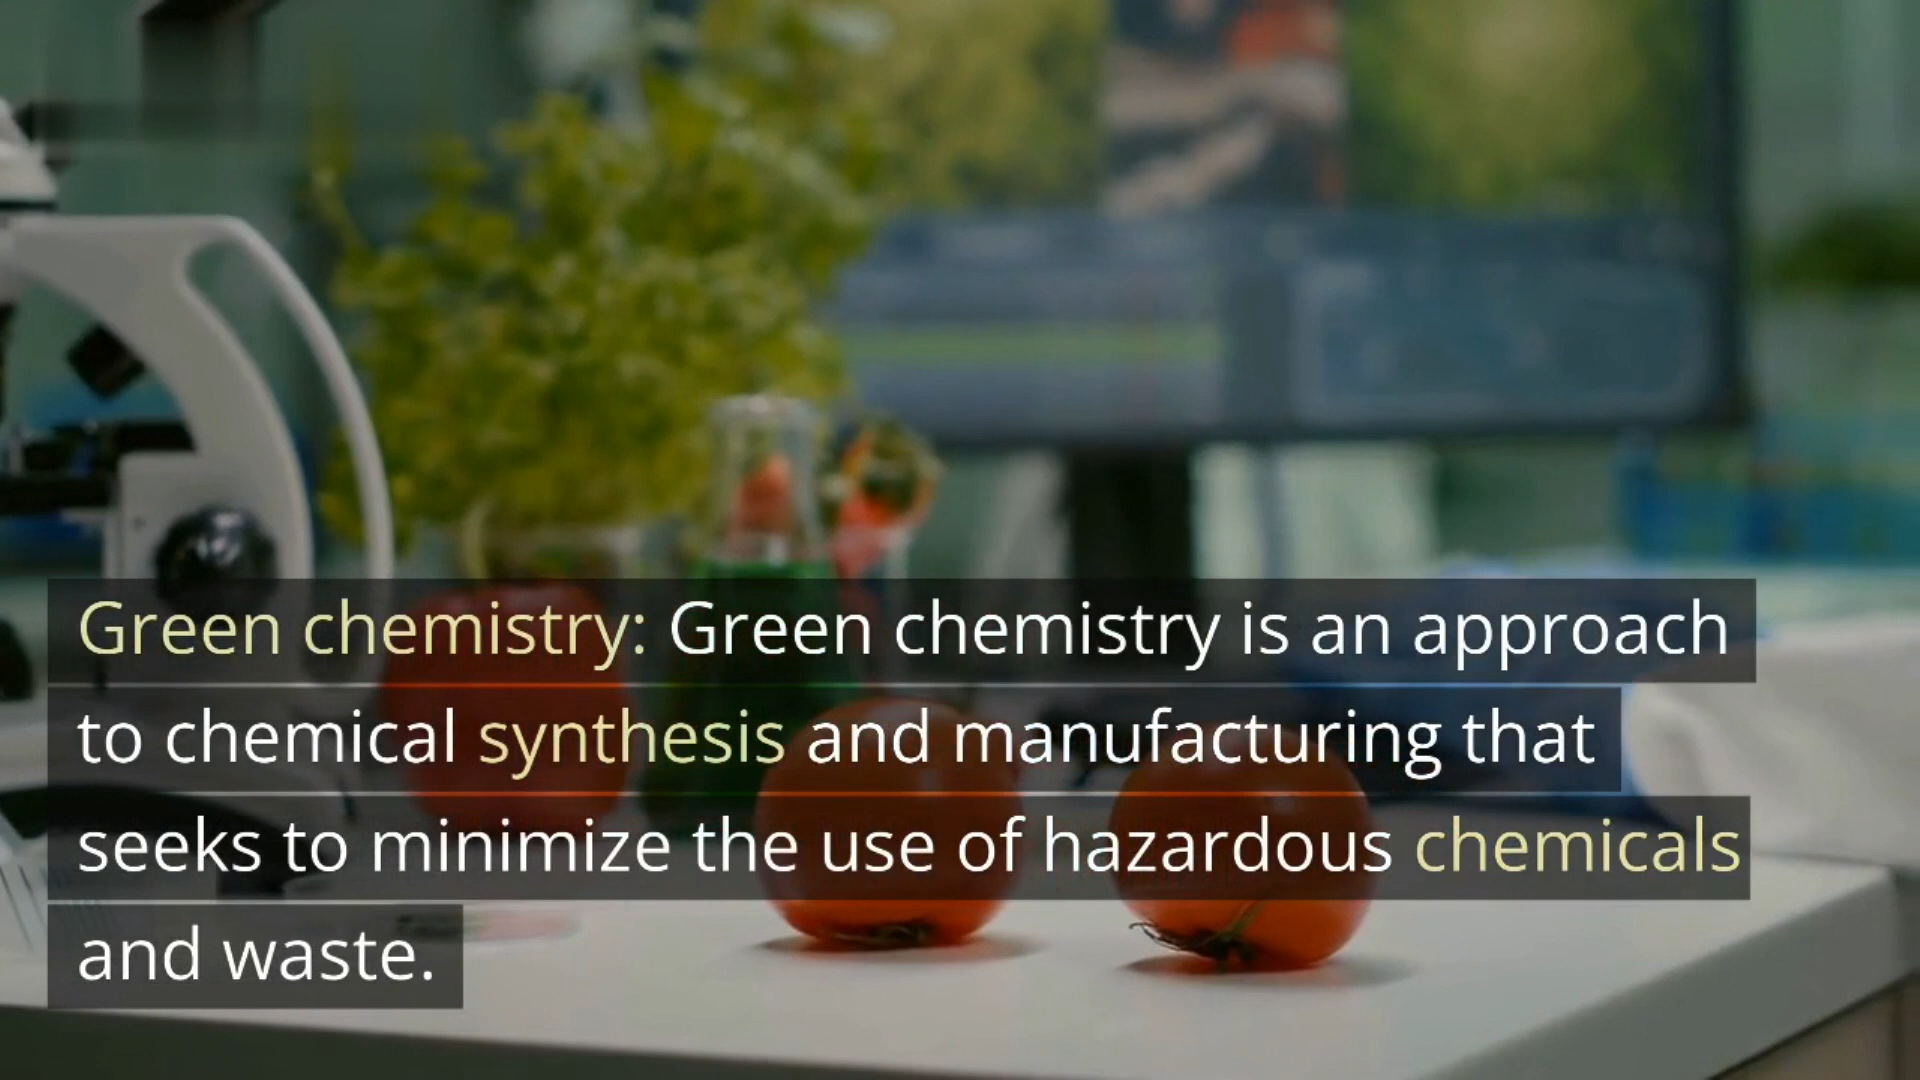 Green chemistry: Green chemistry is an approach
to chemical synthesis and manufacturing that
seeks to minimize the use of hazardous chemicals
and waste.